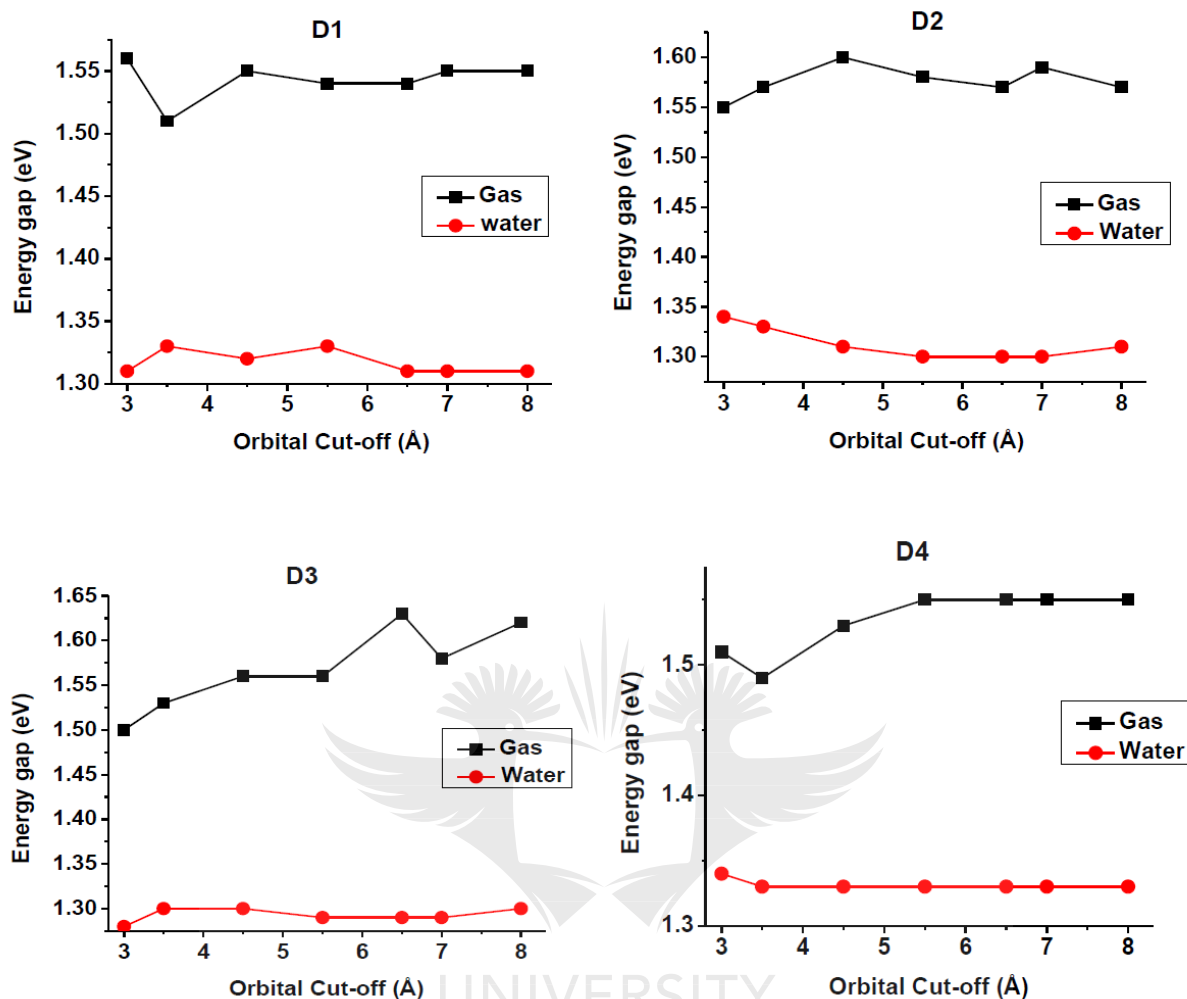 D1
Energy gap (eV)
1.55
1.50
1.45
1.40
1.35
1.30
Gas
water
3 4 5 6 7 8
Orbital Cut-off (Å)
D2
Energy gap (eV)
1.60
1.55
1.50
1.45
1.40
1.35
1.30
Gas
Water
3 4 5 6 7 8
Orbital Cut-off (Å)
D3
Energy gap (eV)
1.65
1.60
1.55
1.50
1.45
1.40
1.35
1.30
Gas
Water
3 4 5 6 7 8
Orbital Cut-off (Å)
D4
Energy gap (eV)
1.5
1.4
1.3
Gas
Water
3 4 5 6 7 8
Orbital Cut-off (Å)
UNIVERSITY